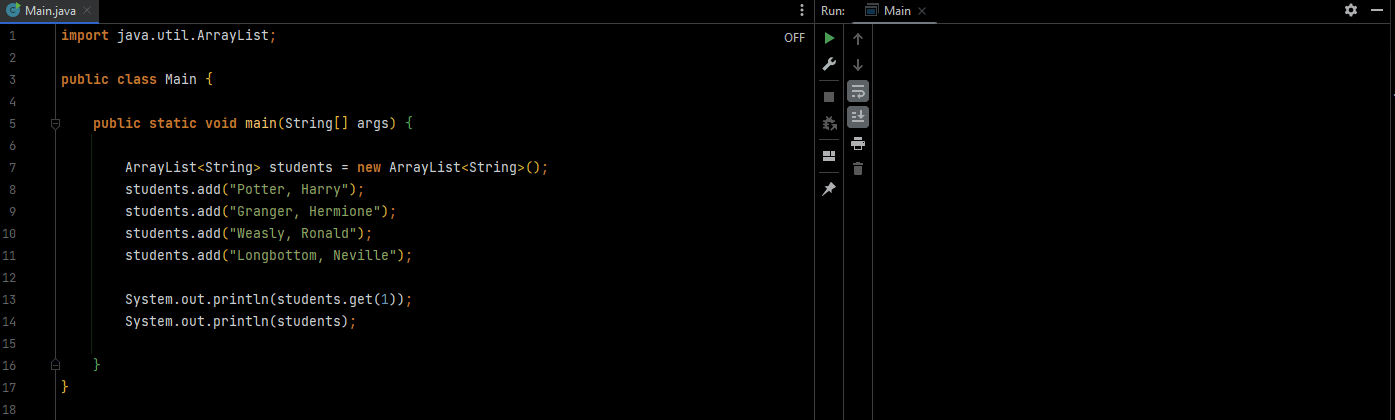 Main.java
Run: Main
OFF
1 import java.util.ArrayList;
2
3 public class Main {
4
5 public static void main(String[] args) {
6
7 ArrayList<String> students = new ArrayList<String>();
8 students.add("Potter, Harry");
9 students.add("Granger, Hermione");
10 students.add("Weasly, Ronald");
11 students.add("Longbottom, Neville");
12
13 System.out.println(students.get(1));
14 System.out.println(students);
15
16 }
17 }
18